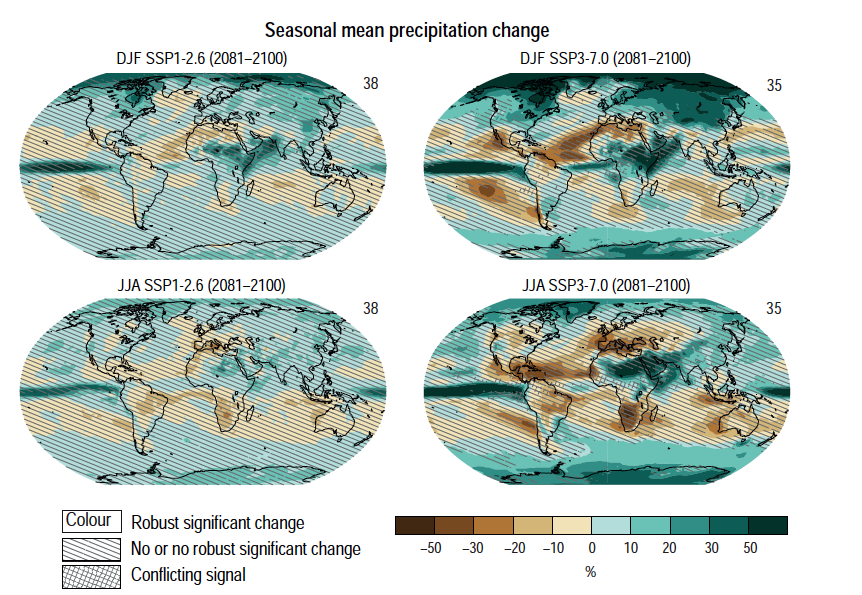 Seasonal mean precipitation change
DJF SSP1-2.6 (2081–2100)
38
DJF SSP3-7.0 (2081–2100)
35
JJA SSP1-2.6 (2081–2100)
38
JJA SSP3-7.0 (2081–2100)
35
Colour Robust significant change
No or no robust significant change
Conflicting signal
–50 –30 –20 –10 0 10 20 30 50
%